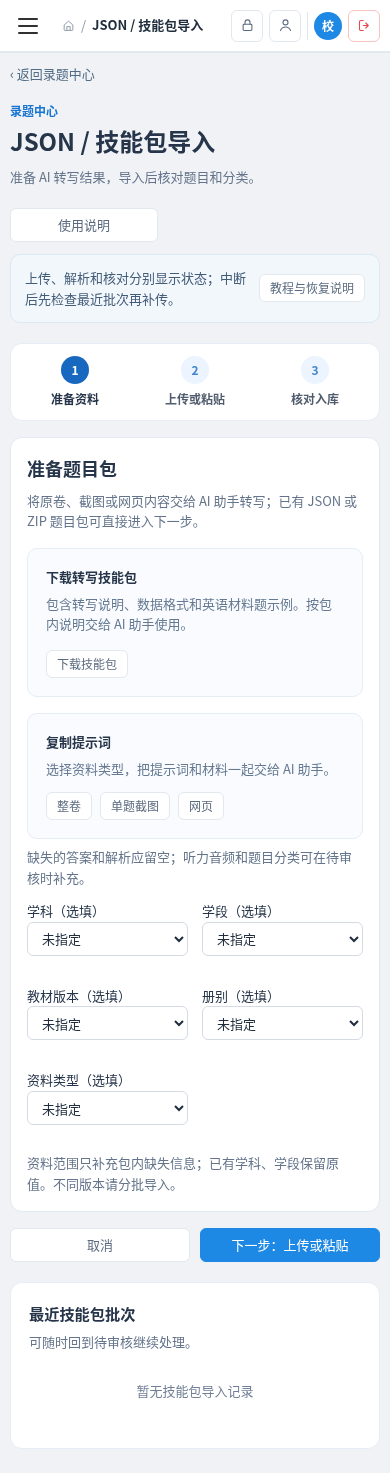 / JSON / 技能包导入
校
‹ 返回录题中心
录题中心
JSON / 技能包导入
准备 AI 转写结果，导入后核对题目和分类。
使用说明
上传、解析和核对分别显示状态；中断
后先检查最近批次再补传。
教程与恢复说明
1
2
3
准备资料
上传或粘贴
核对入库
准备题目包
将原卷、截图或网页内容交给 AI 助手转写；已有 JSON 或
ZIP 题目包可直接进入下一步。
下载转写技能包
包含转写说明、数据格式和英语材料题示例。按包
内说明交给 AI 助手使用。
下载技能包
复制提示词
选择资料类型，把提示词和材料一起交给 AI 助手。
整卷
单题截图
网页
缺失的答案和解析应留空；听力音频和题目分类可在待审
核时补充。
学科（选填）
学段（选填）
未指定
未指定
教材版本（选填）
册别（选填）
未指定
未指定
资料类型（选填）
未指定
资料范围只补充包内缺失信息；已有学科、学段保留原
值。不同版本请分批导入。
取消
下一步：上传或粘贴
最近技能包批次
可随时回到待审核继续处理。
暂无技能包导入记录